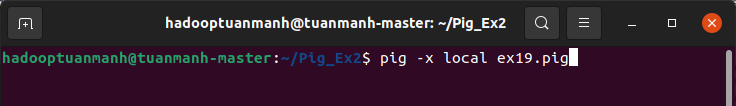 hadooptuanmanh@tuanmanh-master: ~/Pig_Ex2
hadooptuanmanh@tuanmanh-master:~/Pig_Ex2$ pig -x local ex19.pig